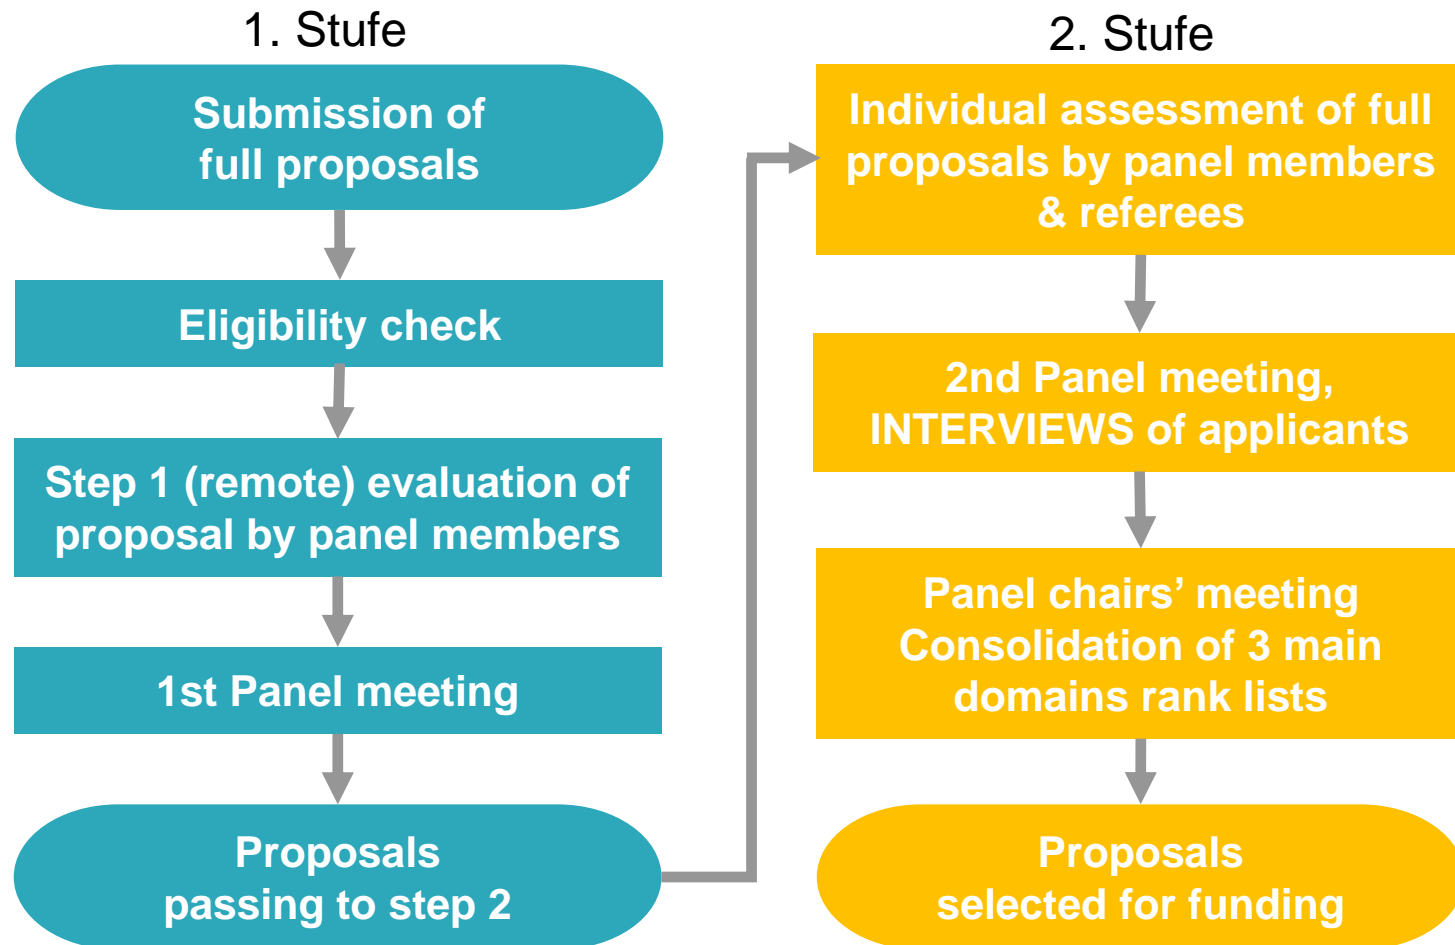 1. Stufe
Submission of
full proposals
Eligibility check
Step 1 (remote) evaluation of
proposal by panel members
1st Panel meeting
Proposals
passing to step 2
2. Stufe
Individual assessment of full
proposals by panel members
& referees
2nd Panel meeting,
INTERVIEWS of applicants
Panel chairs’ meeting
Consolidation of 3 main
domains rank lists
Proposals
selected for funding